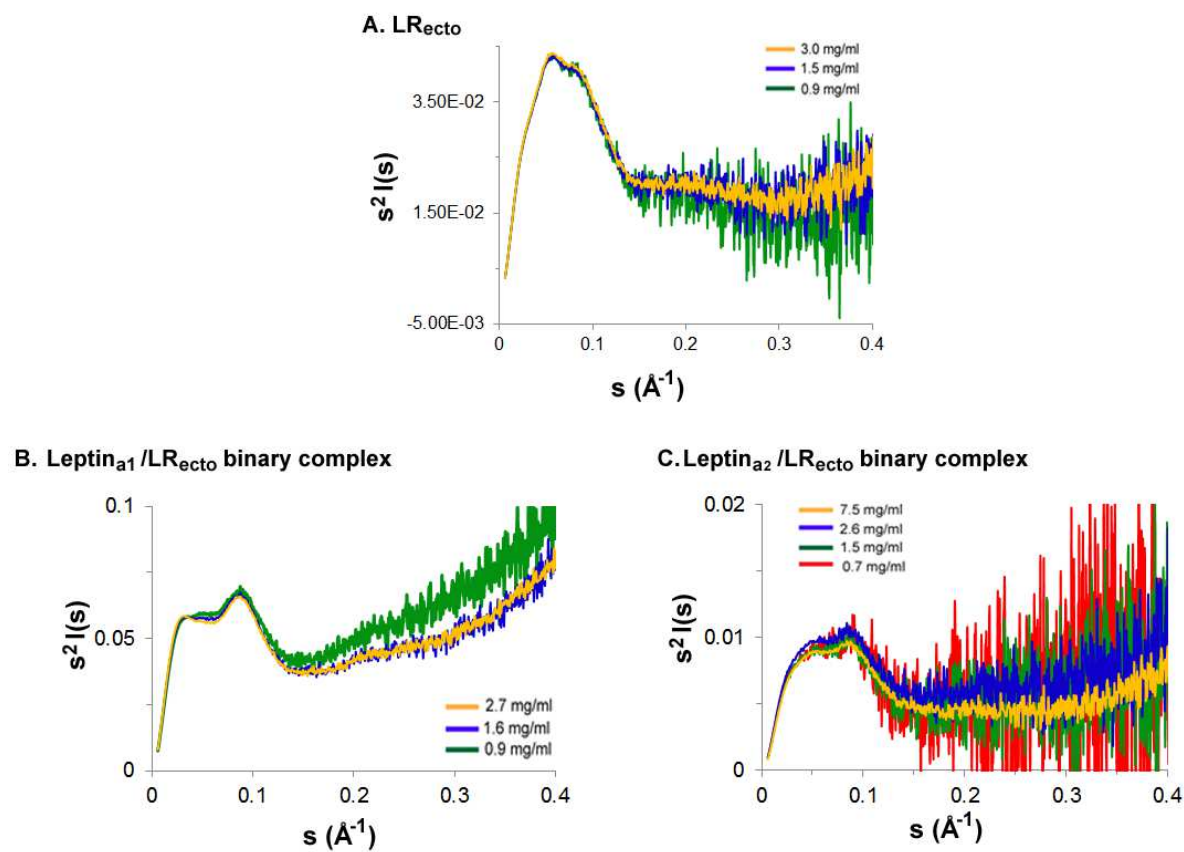 A. LRecto
3.0 mg/ml
1.5 mg/ml
0.9 mg/ml
3.50E-02
1.50E-02
-5.00E-03
s² I(s)
0 0.1 0.2 0.3 0.4
s (Å⁻¹)
B. Leptina1 /LRecto binary complex
0.1
0.05
0
s² I(s)
2.7 mg/ml
1.6 mg/ml
0.9 mg/ml
0 0.1 0.2 0.3 0.4
s (Å⁻¹)
C. Leptina2 /LRecto binary complex
0.02
0.01
0
s² I(s)
7.5 mg/ml
2.6 mg/ml
1.5 mg/ml
0.7 mg/ml
0 0.1 0.2 0.3 0.4
s (Å⁻¹)